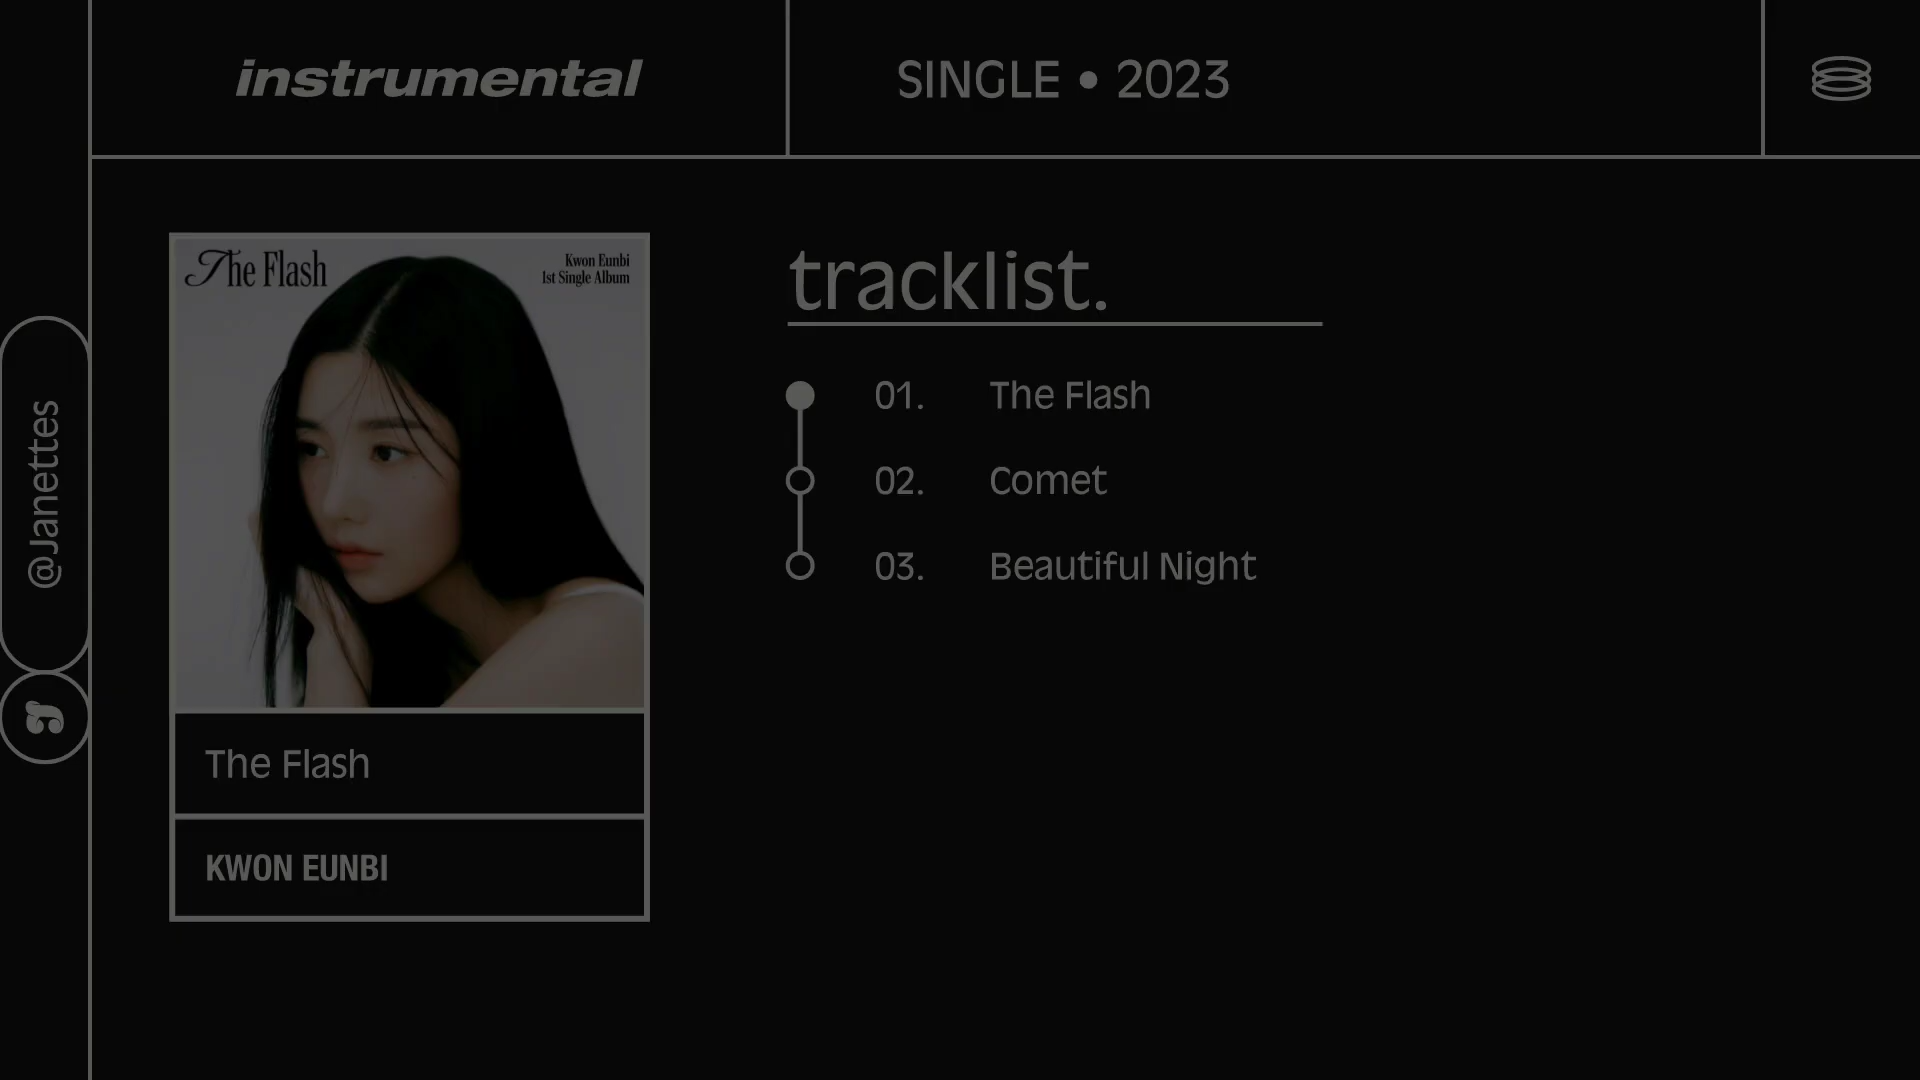 instrumental
SINGLE • 2023
@Janettes
The Flash
Kwon Eunbi
1st Single Album
The Flash
KWON EUNBI
tracklist.
01. The Flash
02. Comet
03. Beautiful Night